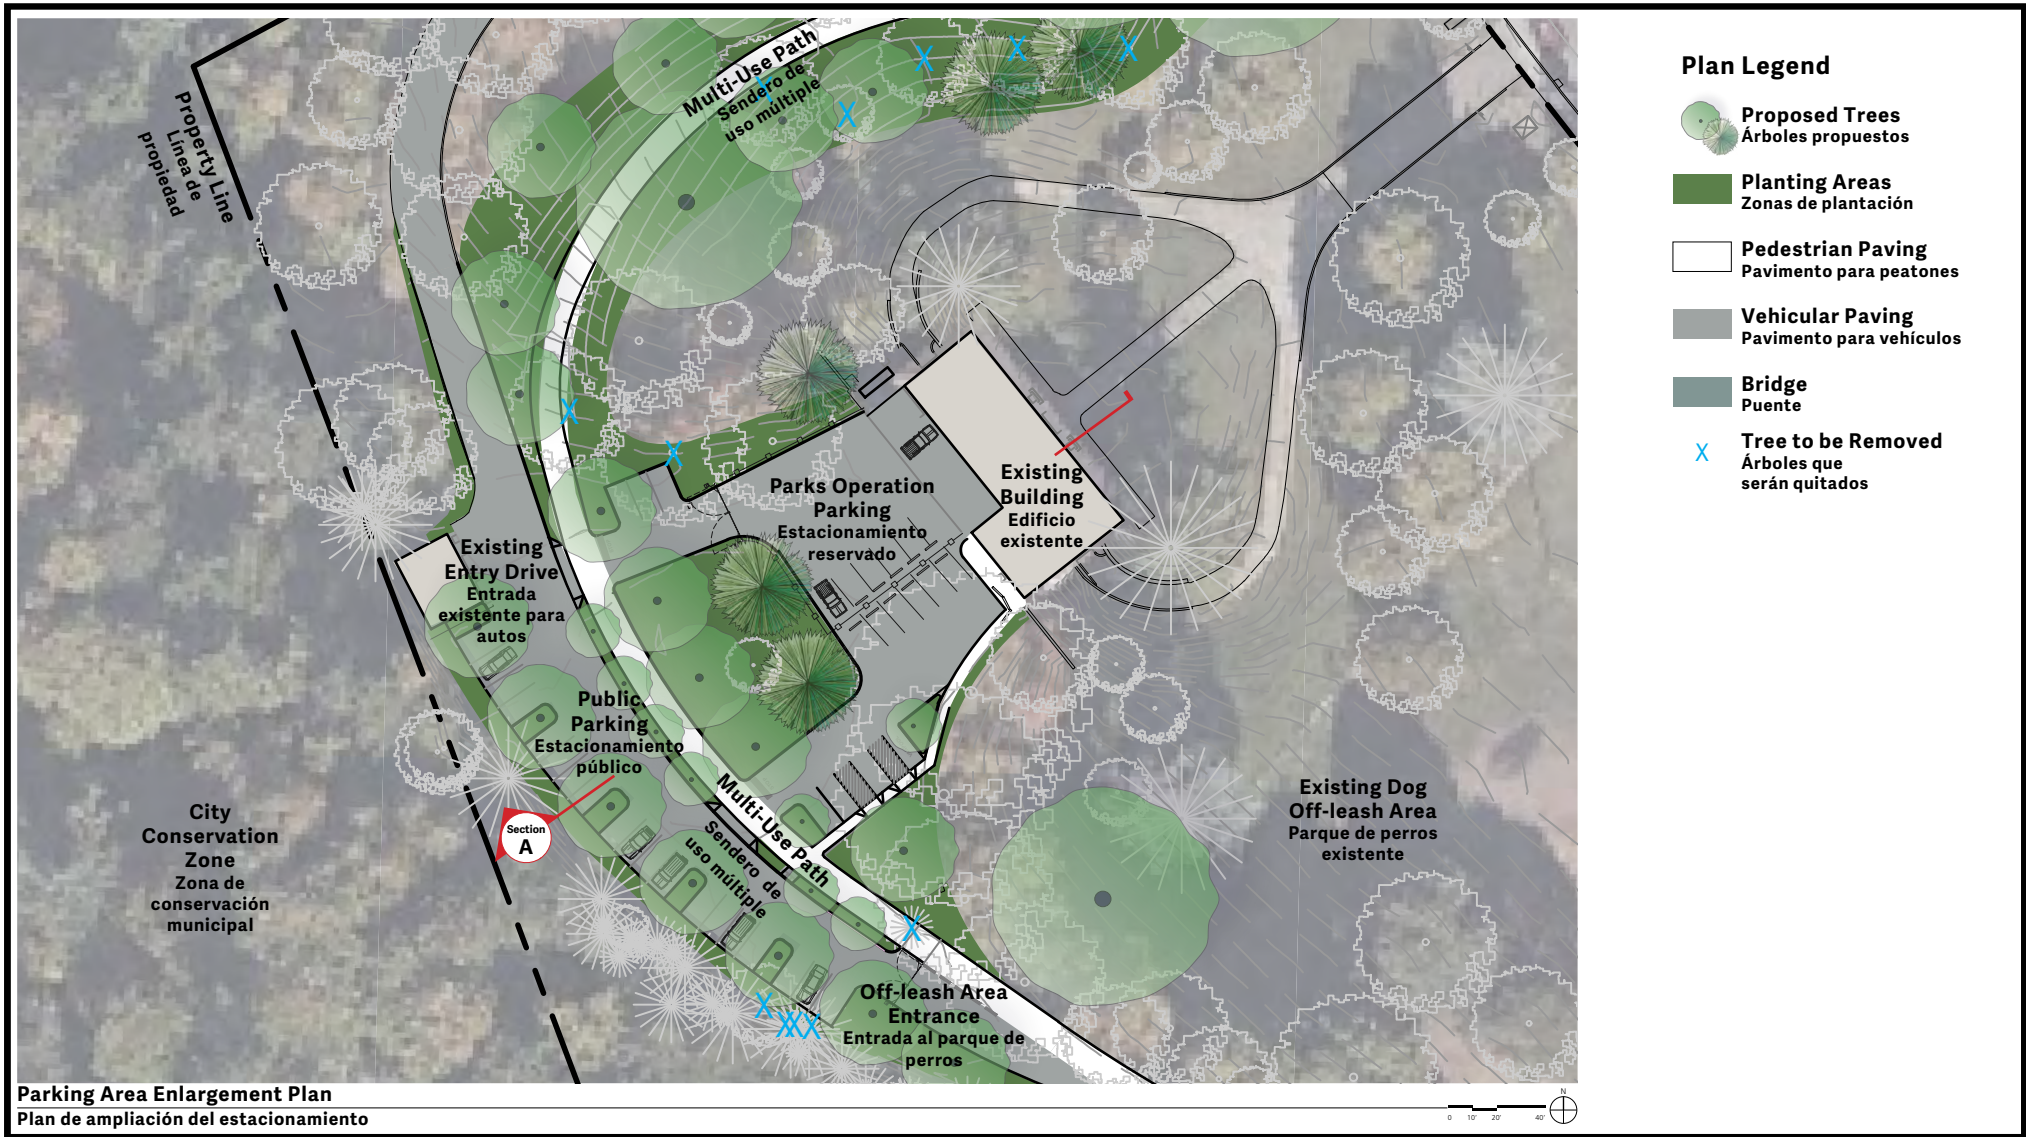 Multi-Use Path
Sendero de
uso múltiple
Property Line
Línea de
propiedad
Parks Operation
Parking
Estacionamiento
reservado
Existing
Building
Edificio
existente
Existing
Entry Drive
Entrada
existente para
autos
Public
Parking
Estacionamiento
público
Section
A
Multi-Use Path
Sendero de
uso múltiple
City
Conservation
Zone
Zona de
conservación
municipal
Existing Dog
Off-leash Area
Parque de perros
existente
Off-leash Area
Entrance
Entrada al parque de
perros
Plan Legend
Proposed Trees
Árboles propuestos
Planting Areas
Zonas de plantación
Pedestrian Paving
Pavimento para peatones
Vehicular Paving
Pavimento para vehículos
Bridge
Puente
X
Tree to be Removed
Árboles que
serán quitados
Parking Area Enlargement Plan
Plan de ampliación del estacionamiento
0 10' 20' 40'
N